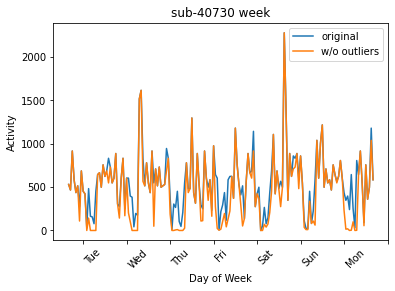 sub-40730 week
original
w/o outliers
Activity
2000
1500
1000
500
0
Tue
Wed
Thu
Fri
Sat
Sun
Mon
Day of Week